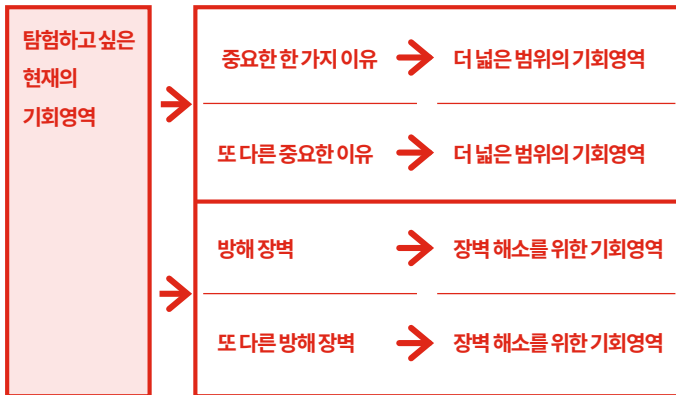 탐험하고 싶은
현재의
기회영역
중요한 한 가지 이유
더 넓은 범위의 기회영역
또 다른 중요한 이유
더 넓은 범위의 기회영역
방해 장벽
장벽 해소를 위한 기회영역
또 다른 방해 장벽
장벽 해소를 위한 기회영역